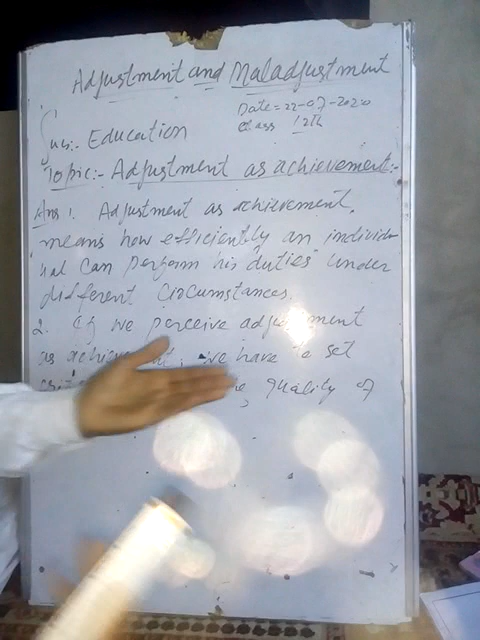 Adjustment and Maladjustment
Date = 22-07-2020
Class 12th
Sub:- Education
Topic:- Adjustment as achievement:-
Ans 1. Adjustment as achievement,
means how efficiently an individ-
ual can perform his duties under
different circumstances.
2. If we perceive adjustment
as achievement, we have to set
quality of